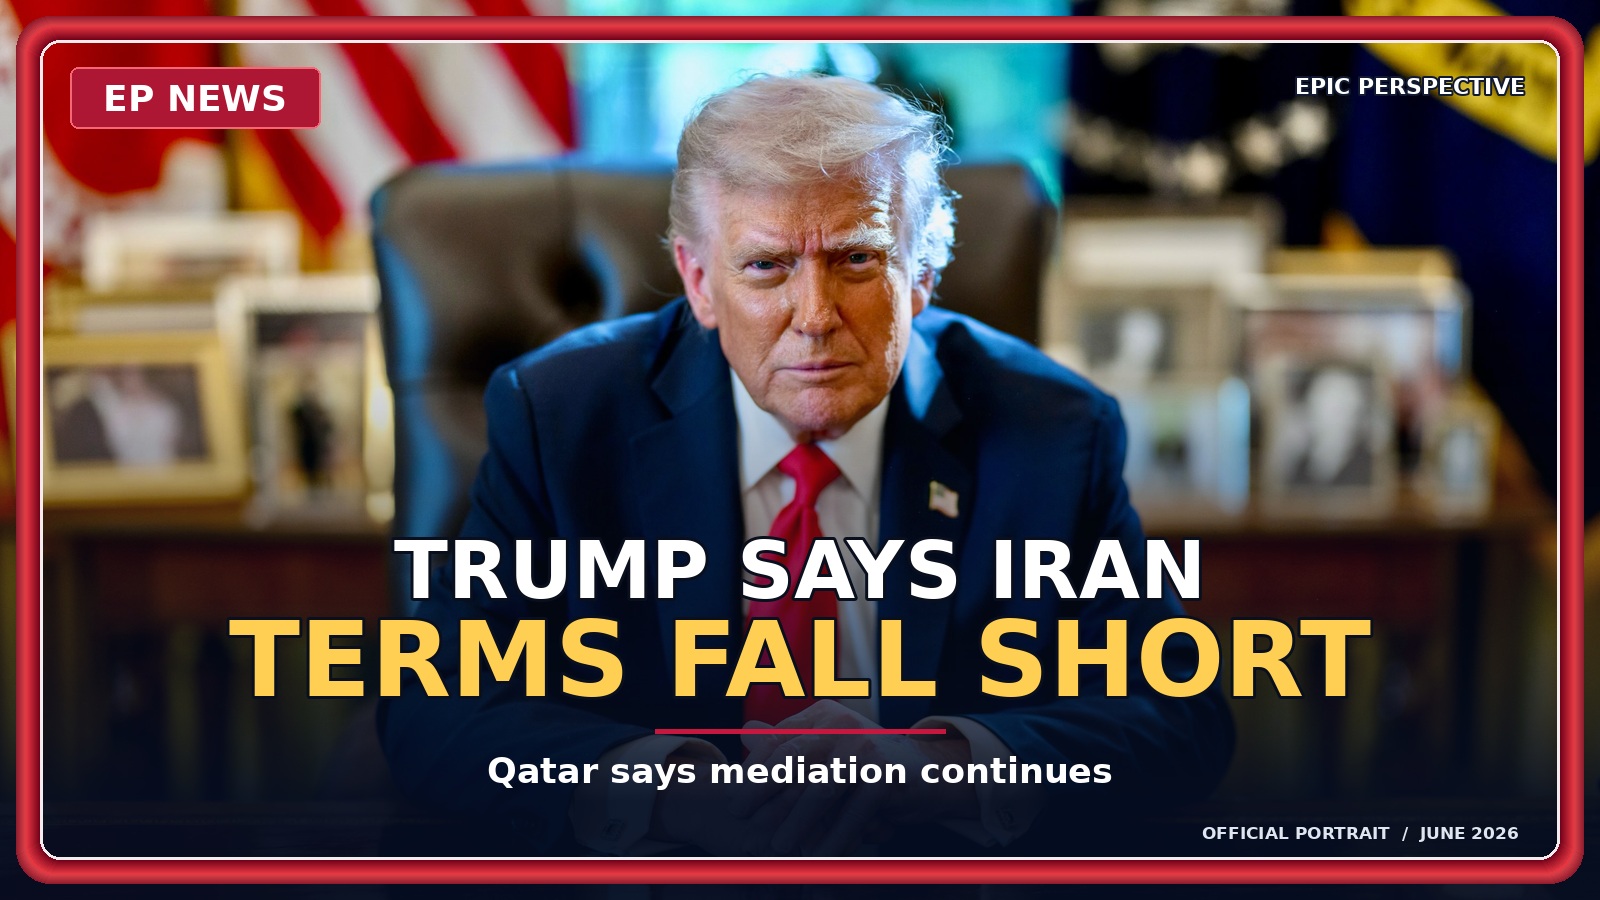 EP NEWS
EPIC PERSPECTIVE
TRUMP SAYS IRAN
TERMS FALL SHORT
Qatar says mediation continues
OFFICIAL PORTRAIT / JUNE 2026